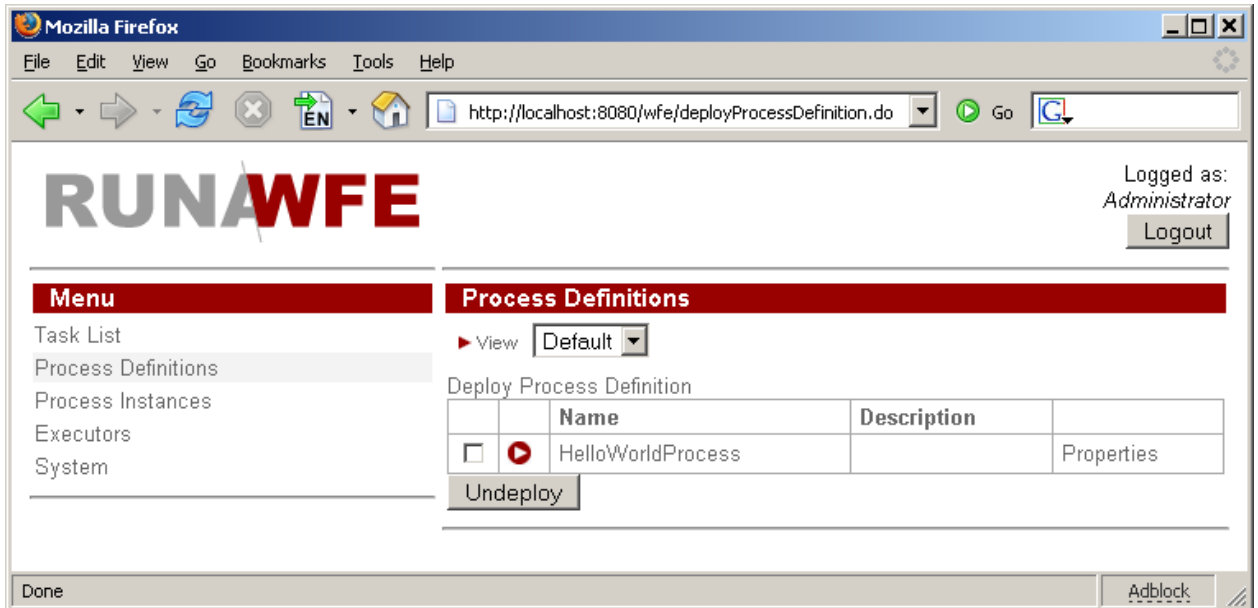 Mozilla Firefox
File Edit View Go Bookmarks Tools Help
EN http://localhost:8080/wfe/deployProcessDefinition.do Go G
RUNAWFE
Logged as:
Administrator
Logout
Menu
Task List
Process Definitions
Process Instances
Executors
System
Process Definitions
View Default
Deploy Process Definition
Name Description
HelloWorldProcess Properties
Undeploy
Done Adblock